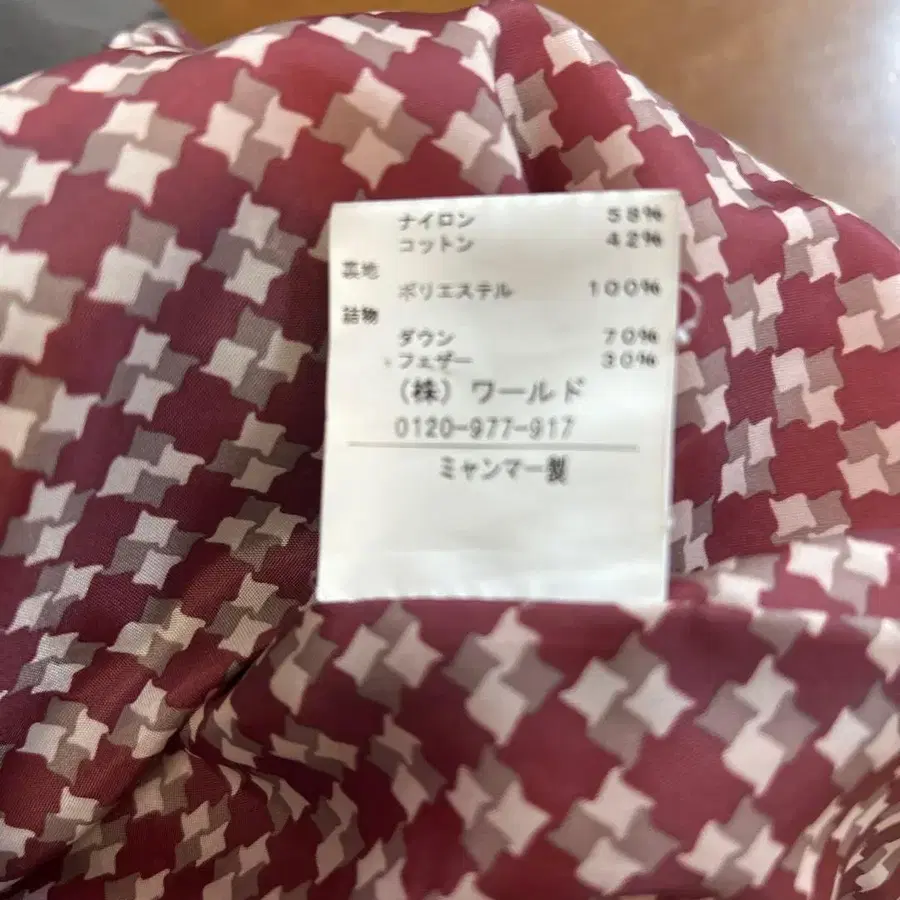 ナイロン 58%
コットン 42%
裏地
ポリエステル 100%
詰物
ダウン 70%
フェザー 30%
(株) ワールド
0120-977-917
ミャンマー製